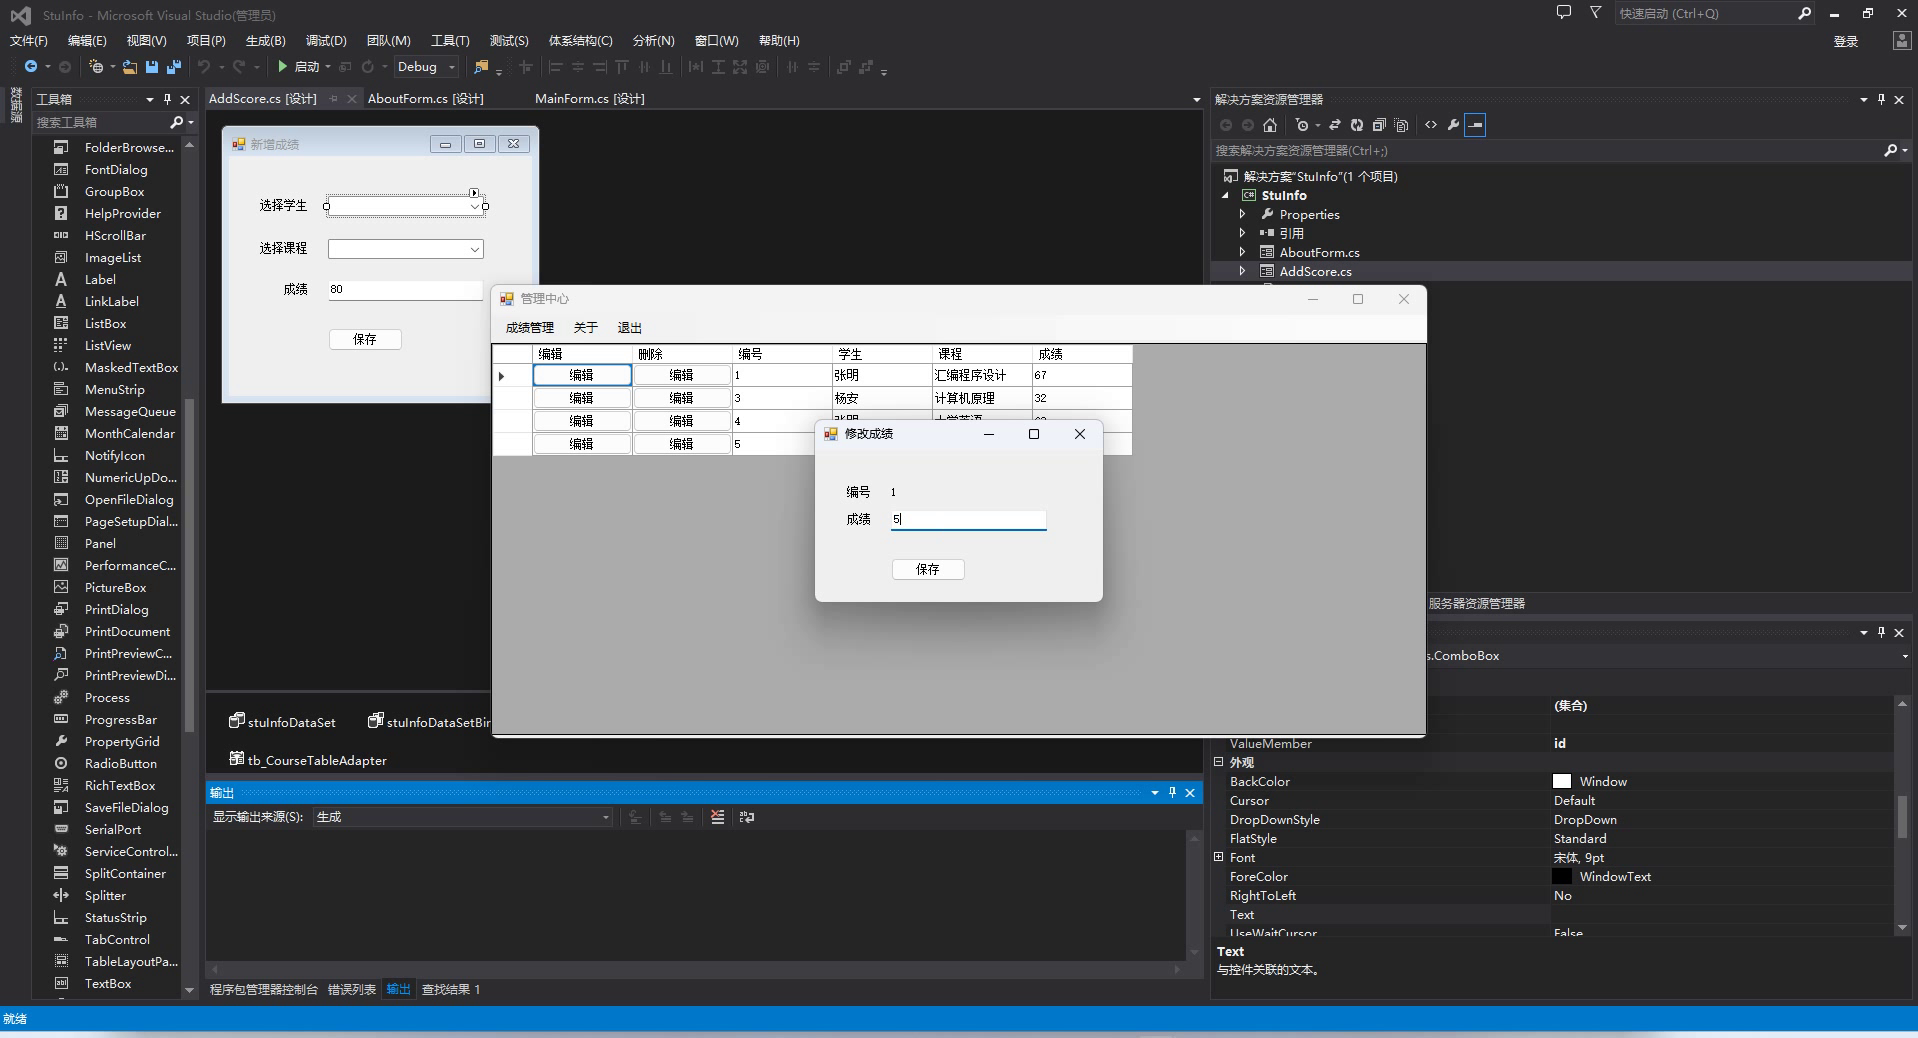 StuInfo - Microsoft Visual Studio(管理员)
快速启动 (Ctrl+Q)
文件(F) 编辑(E) 视图(V) 项目(P) 生成(B) 调试(D) 团队(M) 工具(T) 测试(S) 体系结构(C) 分析(N) 窗口(W) 帮助(H)
登录
启动 Debug
数据源
工具箱
搜索工具箱
FolderBrowse...
FontDialog
GroupBox
HelpProvider
HScrollBar
ImageList
Label
LinkLabel
ListBox
ListView
MaskedTextBox
MenuStrip
MessageQueue
MonthCalendar
NotifyIcon
NumericUpDo...
OpenFileDialog
PageSetupDial...
Panel
PerformanceC...
PictureBox
PrintDialog
PrintDocument
PrintPreviewC...
PrintPreviewDi...
Process
ProgressBar
PropertyGrid
RadioButton
RichTextBox
SaveFileDialog
SerialPort
ServiceControl...
SplitContainer
Splitter
StatusStrip
TabControl
TableLayoutPa...
TextBox
AddScore.cs [设计] AboutForm.cs [设计] MainForm.cs [设计]
新增成绩
选择学生
选择课程
成绩 80
保存
管理中心
成绩管理 关于 退出
编辑 删除 编号 学生 课程 成绩
编辑 编辑 1 张明 汇编程序设计 67
编辑 编辑 3 杨安 计算机原理 32
编辑 编辑 4
编辑 编辑 5
修改成绩
编号 1
成绩 5
保存
stuInfoDataSet stuInfoDataSetBin
tb_CourseTableAdapter
输出
显示输出来源(S): 生成
程序包管理器控制台 错误列表 输出 查找结果 1
解决方案资源管理器
搜索解决方案资源管理器(Ctrl+;)
解决方案"StuInfo"(1 个项目)
C# StuInfo
Properties
引用
AboutForm.cs
AddScore.cs
服务器资源管理器
s.ComboBox
(集合)
ValueMember id
外观
BackColor Window
Cursor Default
DropDownStyle DropDown
FlatStyle Standard
Font 宋体, 9pt
ForeColor WindowText
RightToLeft No
Text
UseWaitCursor False
Text
与控件关联的文本。
就绪